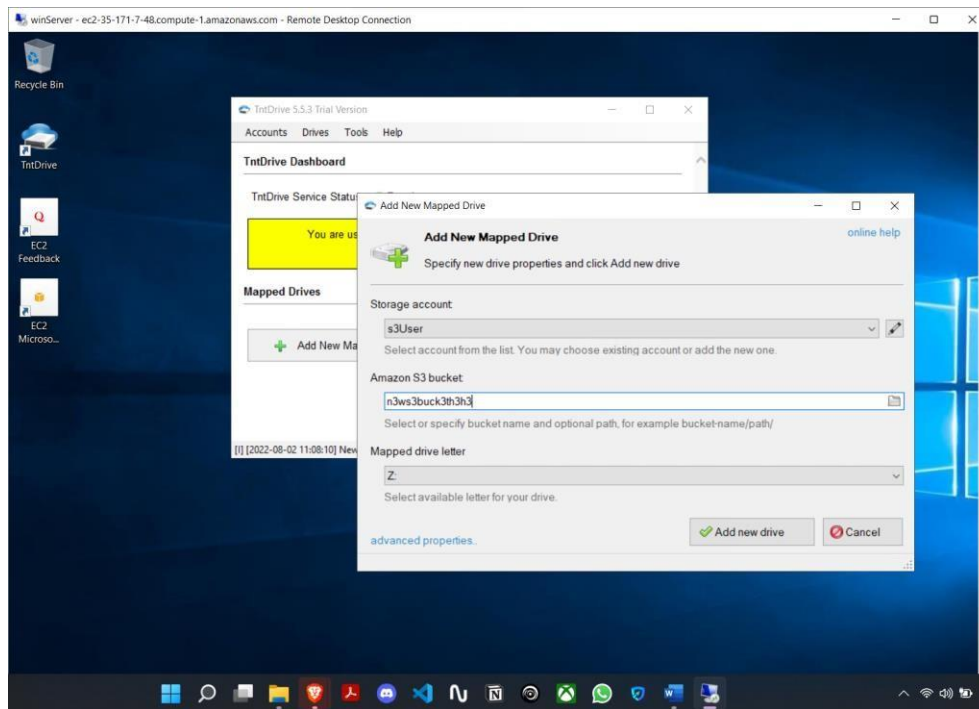 winServer - ec2-35-171-7-48.compute-1.amazonaws.com - Remote Desktop Connection
Recycle Bin
TntDrive
EC2
Feedback
EC2
Microso...
TntDrive 5.5.3 Trial Version
Accounts Drives Tools Help
TntDrive Dashboard
TntDrive Service Status
You are us
Mapped Drives
Add New Ma
[I] [2022-08-02 11:08:10] New
Add New Mapped Drive
Add New Mapped Drive
online help
Specify new drive properties and click Add new drive
Storage account
s3User
Select account from the list. You may choose existing account or add the new one.
Amazon S3 bucket
n3ws3buck3th3h3
Select or specify bucket name and optional path, for example bucket-name/path/
Mapped drive letter
Z:
Select available letter for your drive.
advanced properties..
Add new drive
Cancel